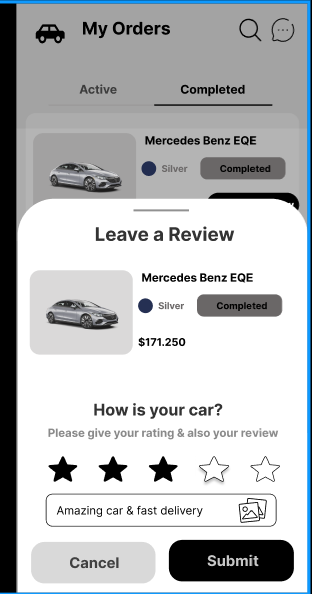 My Orders
Active Completed
Mercedes Benz EQE
Silver Completed
Leave a Review
Mercedes Benz EQE
Silver Completed
$171.250
How is your car?
Please give your rating & also your review
Amazing car & fast delivery
Cancel Submit